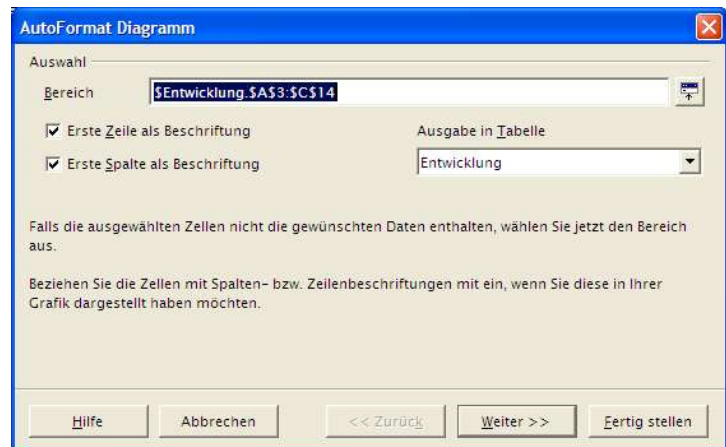 AutoFormat Diagramm
Auswahl
Bereich $Entwicklung.$A$3:$C$14
Erste Zeile als Beschriftung Ausgabe in Tabelle
Erste Spalte als Beschriftung Entwicklung
Falls die ausgewählten Zellen nicht die gewünschten Daten enthalten, wählen Sie jetzt den Bereich
aus.
Beziehen Sie die Zellen mit Spalten- bzw. Zeilenbeschriftungen mit ein, wenn Sie diese in Ihrer
Grafik dargestellt haben möchten.
Hilfe Abbrechen << Zurück Weiter >> Fertig stellen